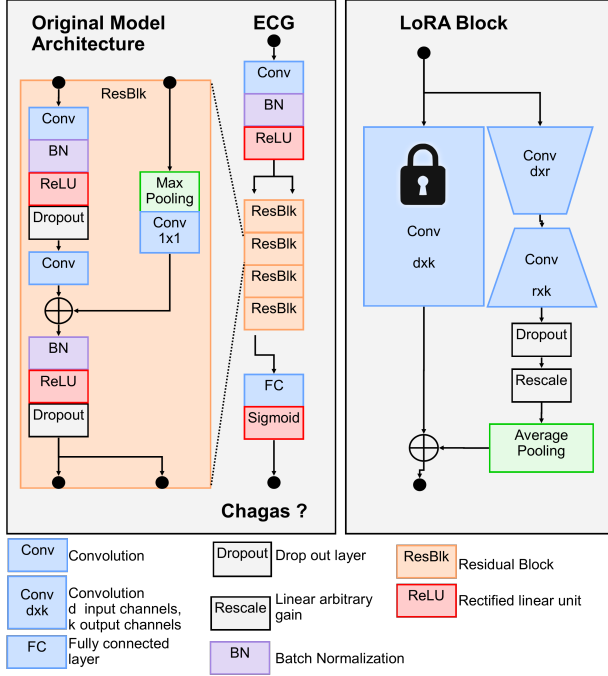 Original Model
Architecture
ECG
ResBlk
Conv
BN
ReLU
Dropout
Conv
Max
Pooling
Conv
1x1
BN
ReLU
Dropout
Conv
BN
ReLU
ResBlk
ResBlk
ResBlk
ResBlk
FC
Sigmoid
Chagas ?
LoRA Block
Conv
dxk
Conv
dxr
Conv
rxk
Dropout
Rescale
Average
Pooling
Conv
Convolution
Conv
dxk
Convolution
d input channels,
k output channels
FC
Fully connected
layer
Dropout
Drop out layer
Rescale
Linear arbitrary
gain
BN
Batch Normalization
ResBlk
Residual Block
ReLU
Rectified linear unit